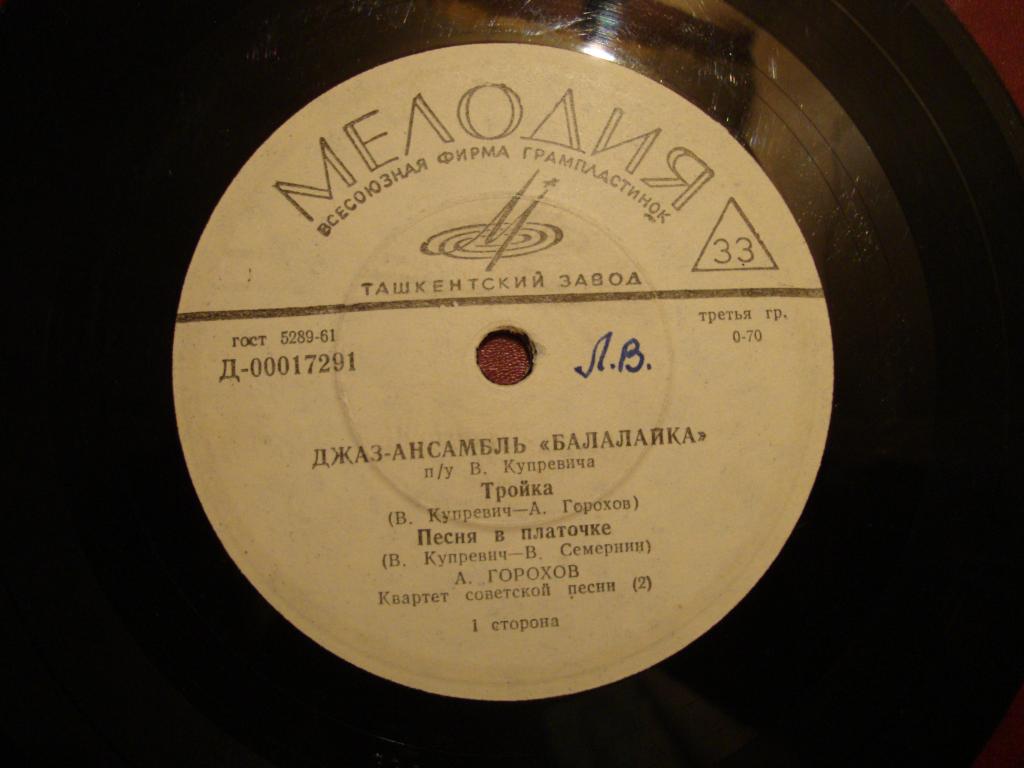 МЕЛОДИЯ
ВСЕСОЮЗНАЯ ФИРМА ГРАМПЛАСТИНОК
33
ТАШКЕНТСКИЙ ЗАВОД
гост 5289-61
третья гр.
Д-00017291
0-70
Л.В.
ДЖАЗ-АНСАМБЛЬ «БАЛАЛАЙКА»
п/у В. Купревича
Тройка
(В. Купревич—А. Горохов)
Песня в платочке
(В. Купревич—В. Семернин)
А. ГОРОХОВ
Квартет советской песни (2)
1 сторона